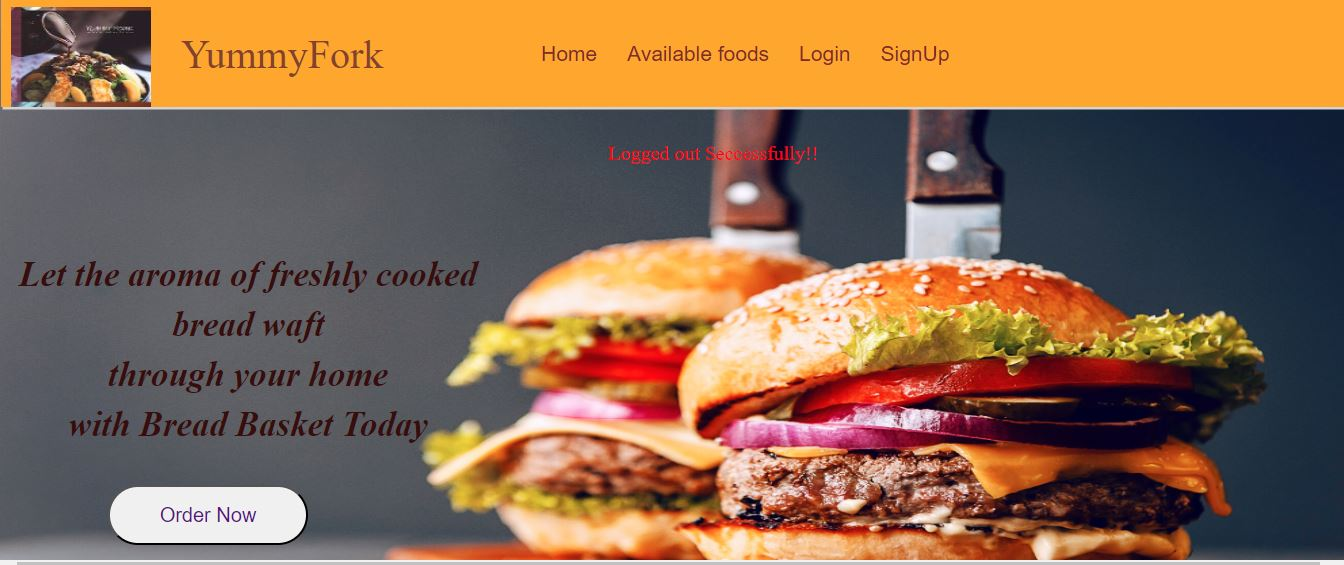 YummyFork
Home Available foods Login SignUp
Logged out Seccessfully!!
Let the aroma of freshly cooked
bread waft
through your home
with Bread Basket Today
Order Now